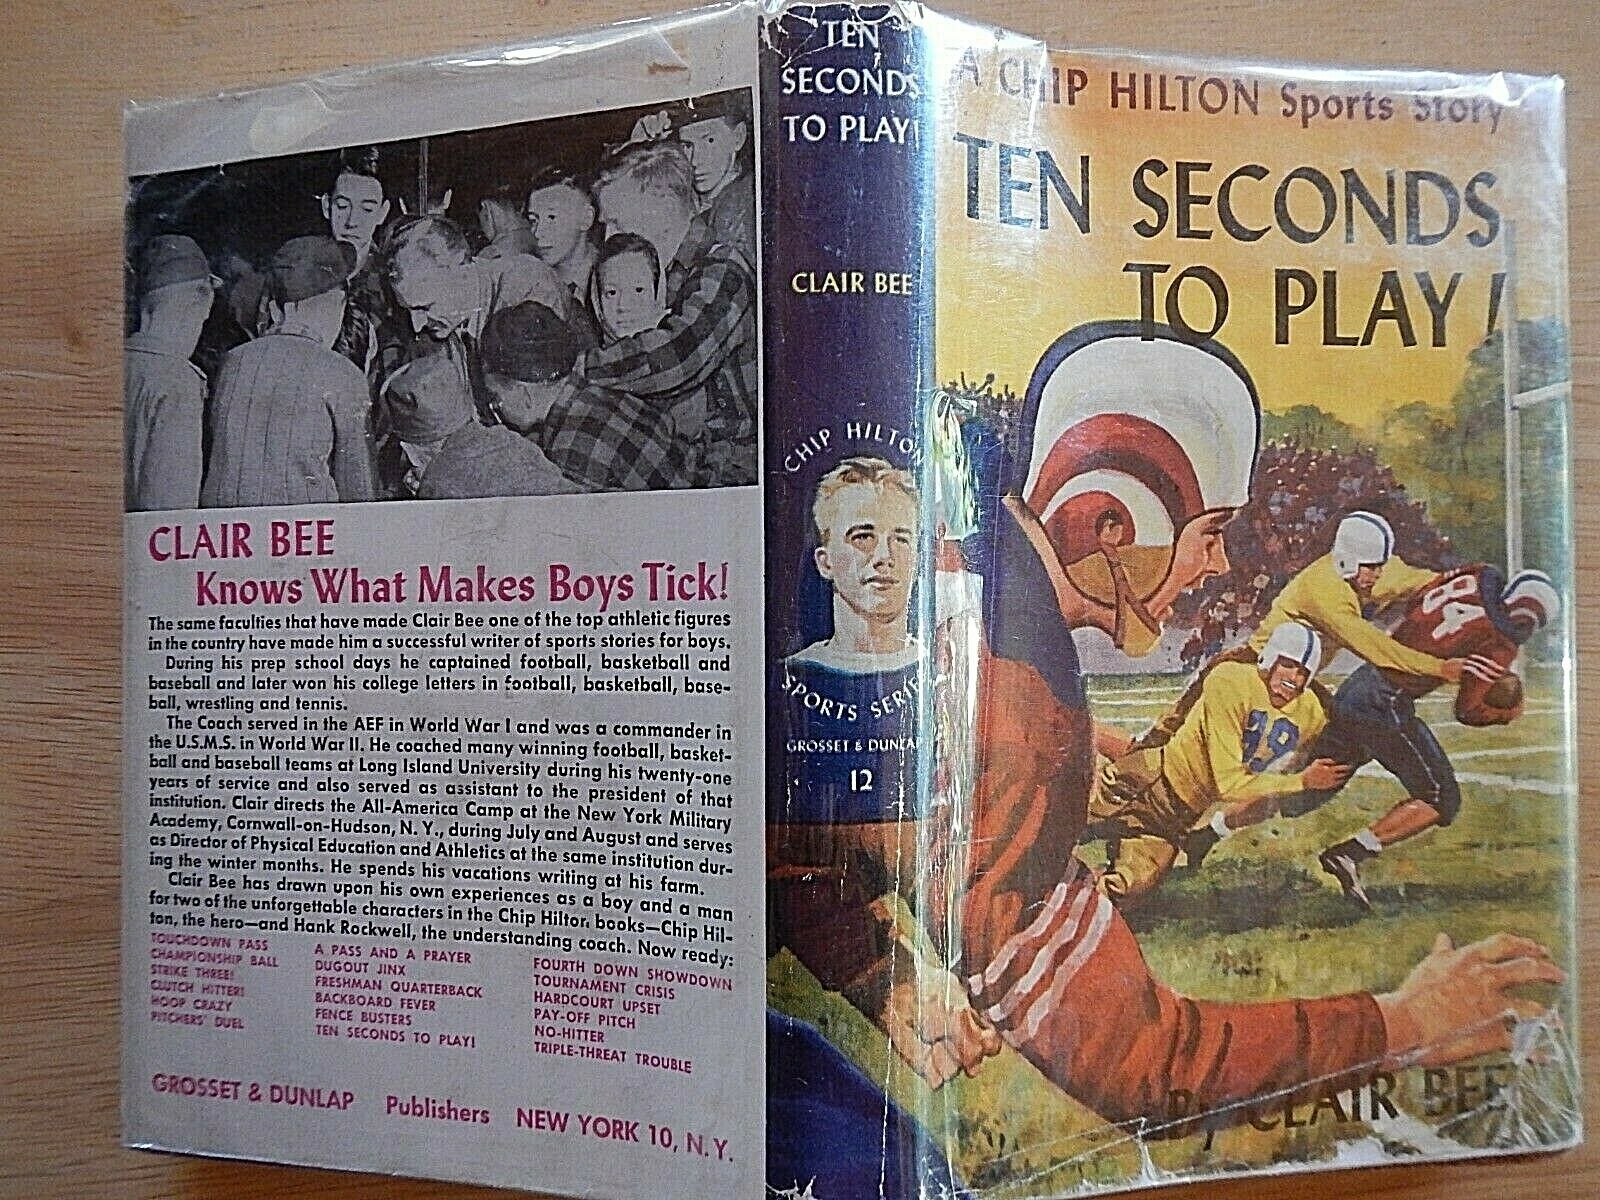 CLAIR BEE
Knows What Makes Boys Tick!
The same faculties that have made Clair Bee one of the top athletic figures
in the country have made him a successful writer of sports stories for boys.
During his prep school days he captained football, basketball and
baseball and later won his college letters in football, basketball, base-
ball, wrestling and tennis.
The Coach served in the AEF in World War I and was a commander in
the U.S.M.S. in World War II. He coached many winning football, basket-
ball and baseball teams at Long Island University during his twenty-one
years of service and also served as assistant to the president of that
institution. Clair directs the All-America Camp at the New York Military
Academy, Cornwall-on-Hudson, N. Y., during July and August and serves
as Director of Physical Education and Athletics at the same institution dur-
ing the winter months. He spends his vacations writing at his farm.
Clair Bee has drawn upon his own experiences as a boy and a man
for two of the unforgettable characters in the Chip Hilton books—Chip Hil-
ton, the hero—and Hank Rockwell, the understanding coach. Now ready:
TOUCHDOWN PASS
CHAMPIONSHIP BALL
STRIKE THREE!
CLUTCH HITTER!
HOOP CRAZY
PITCHERS' DUEL
A PASS AND A PRAYER
DUGOUT JINX
FRESHMAN QUARTERBACK
BACKBOARD FEVER
FENCE BUSTERS
TEN SECONDS TO PLAY!
FOURTH DOWN SHOWDOWN
TOURNAMENT CRISIS
HARDCOURT UPSET
PAY-OFF PITCH
NO-HITTER
TRIPLE-THREAT TROUBLE
GROSSET & DUNLAP Publishers NEW YORK 10, N. Y.
TEN
SECONDS
TO PLAY!
CLAIR BEE
CHIP HILTON
SPORTS SERIES
GROSSET & DUNLAP
12
A CHIP HILTON Sports Story
TEN SECONDS
TO PLAY!
84
99
By CLAIR BEE